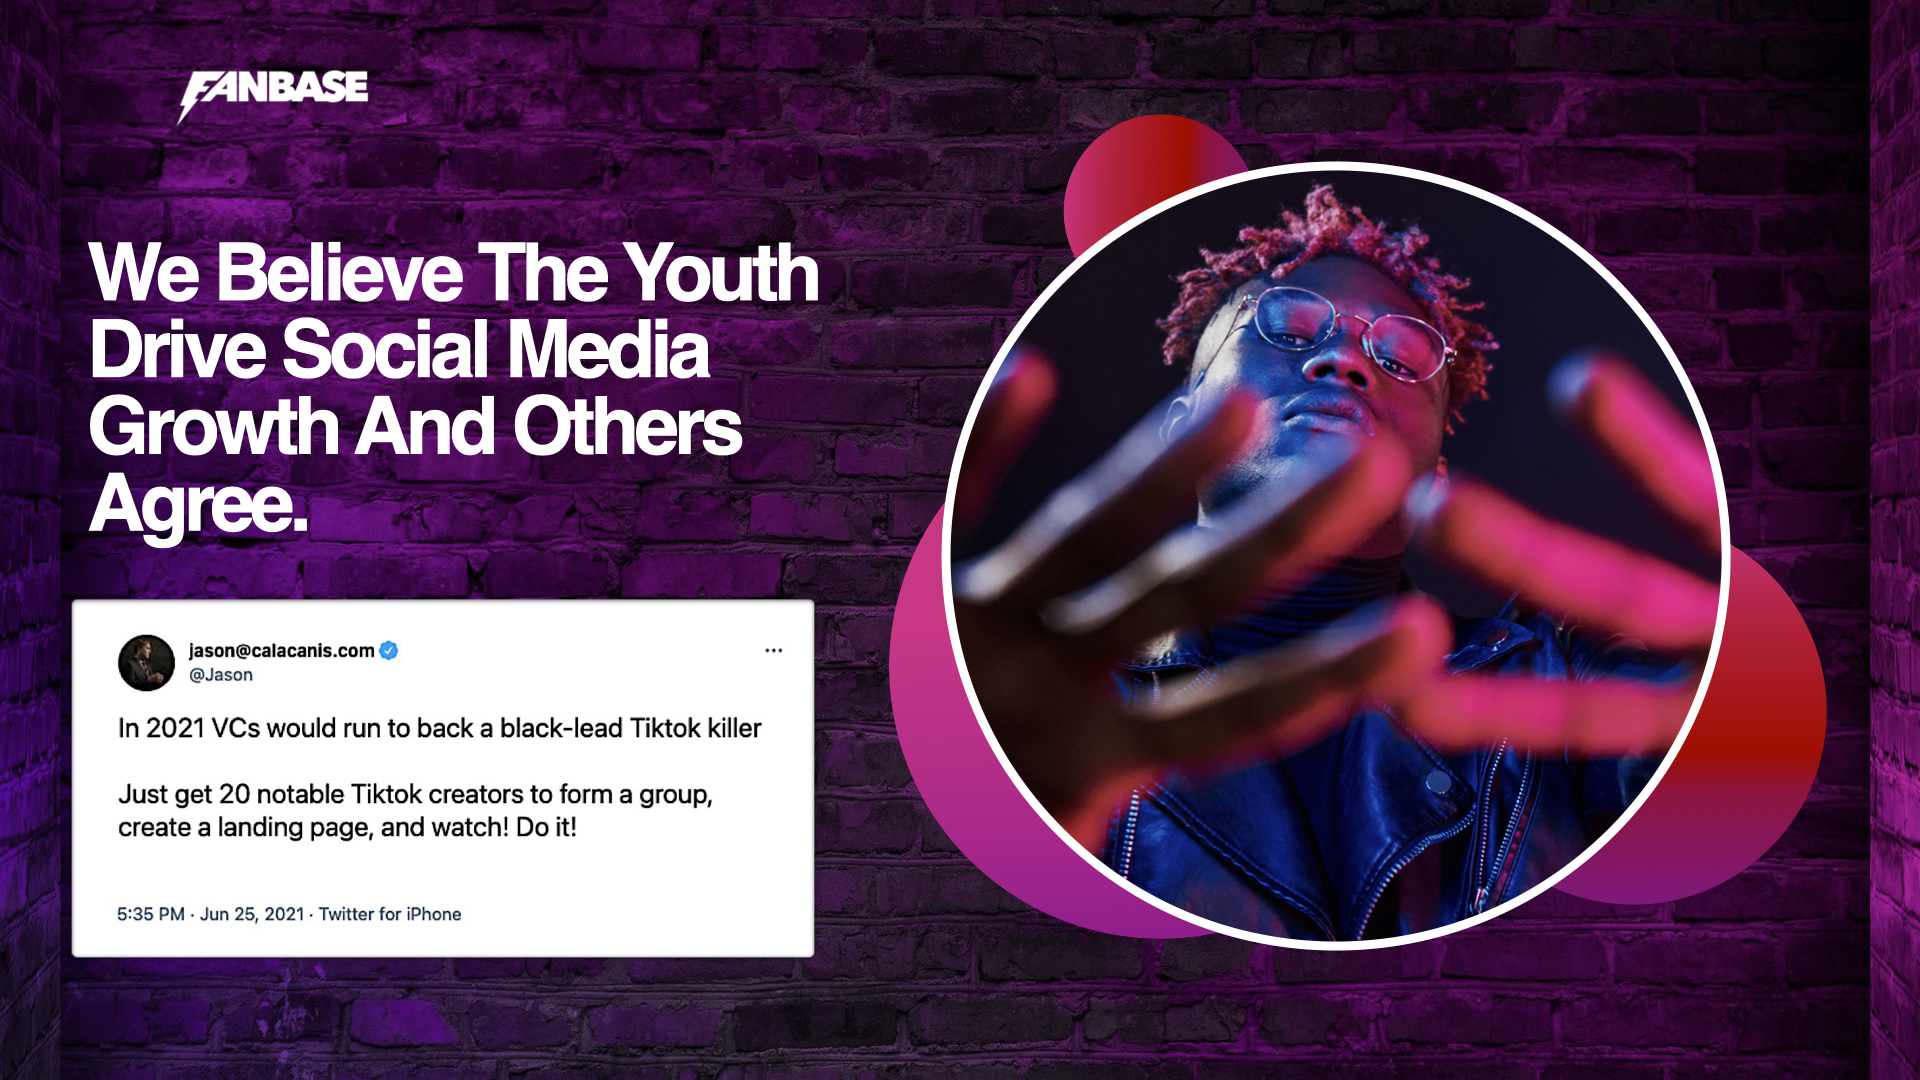 FANBASE
We Believe The Youth
Drive Social Media
Growth And Others
Agree.
jason@calacanis.com
@Jason
In 2021 VCs would run to back a black-lead Tiktok killer
Just get 20 notable Tiktok creators to form a group,
create a landing page, and watch! Do it!
5:35 PM · Jun 25, 2021 · Twitter for iPhone